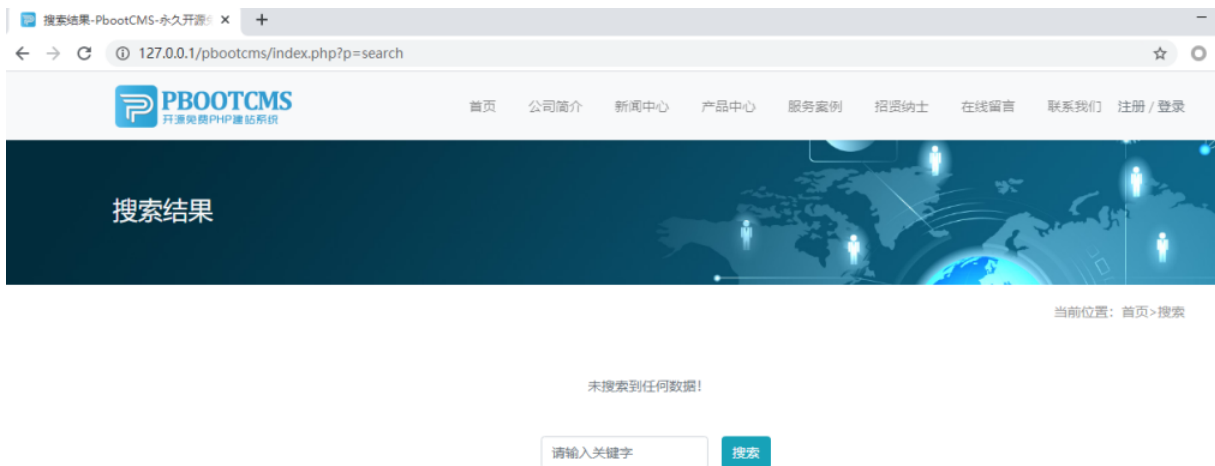 搜索结果-PbootCMS-永久开源
127.0.0.1/pbootcms/index.php?p=search
PBOOTCMS
开源免费PHP建站系统
首页 公司简介 新闻中心 产品中心 服务案例 招贤纳士 在线留言 联系我们 注册 / 登录
搜索结果
当前位置：首页>搜索
未搜索到任何数据！
请输入关键字 搜索